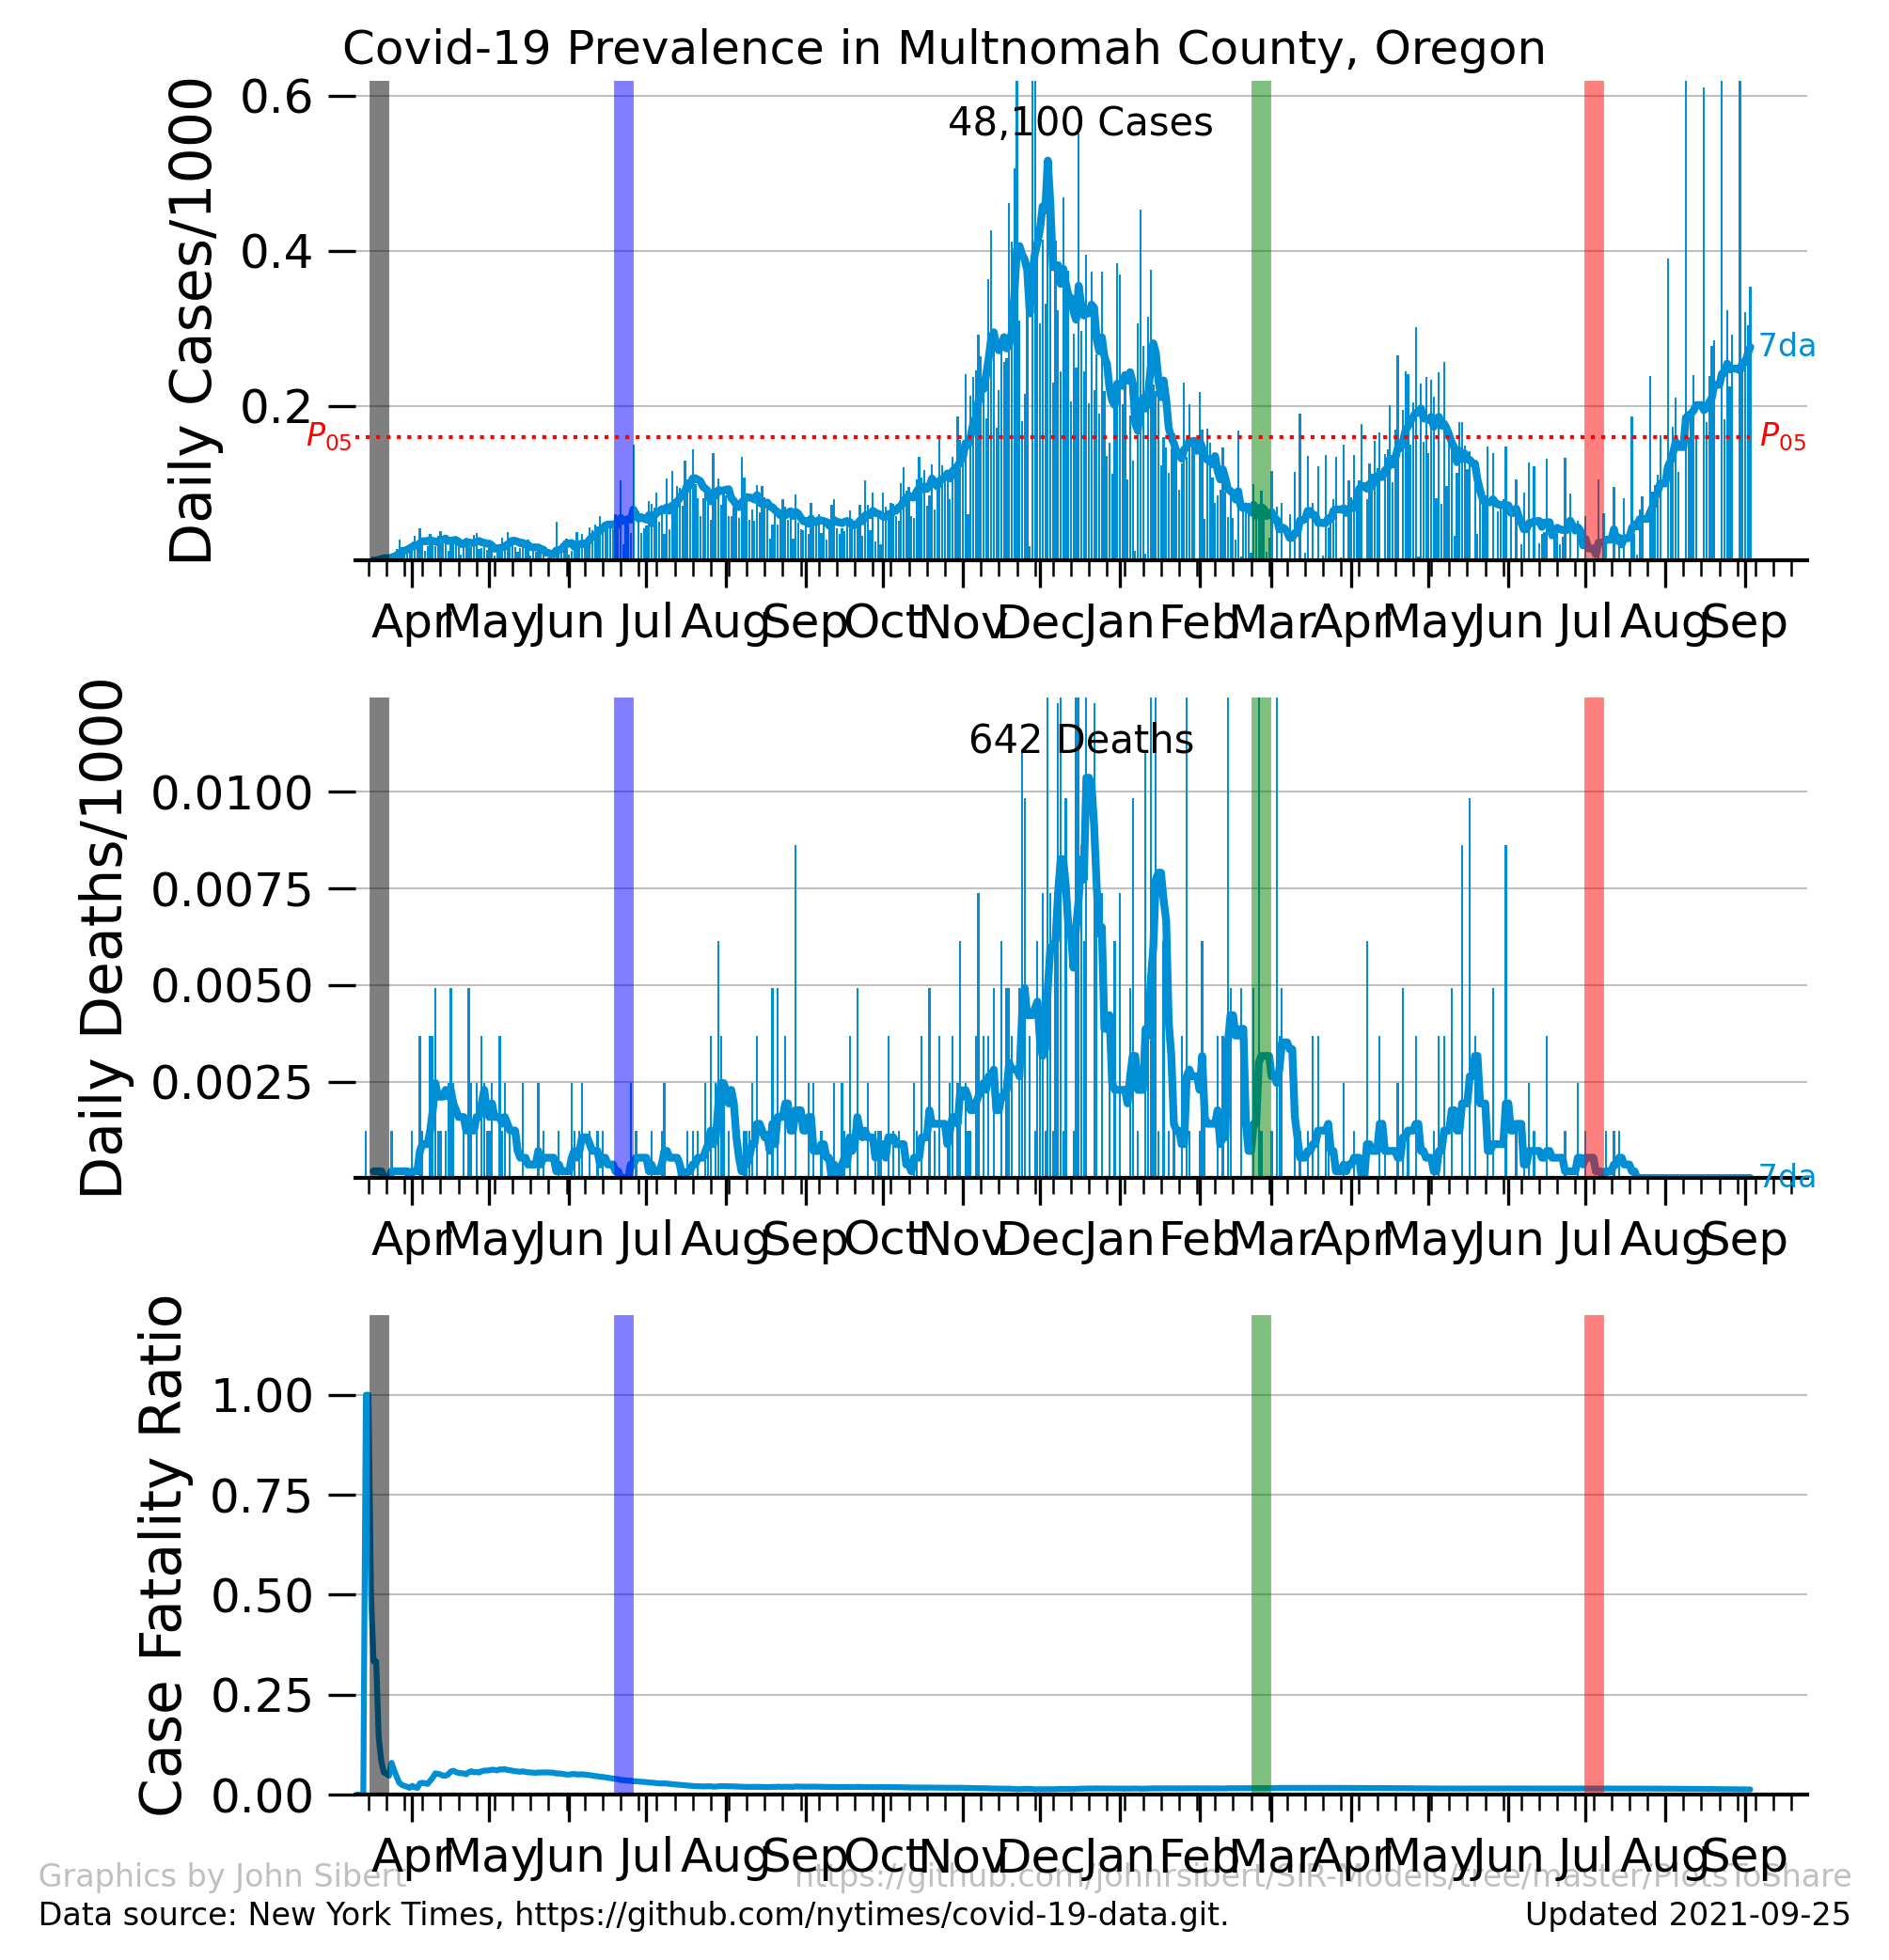 Covid-19 Prevalence in Multnomah County, Oregon
Daily Cases/1000
0.6
0.4
0.2
P05
48,100 Cases
7da
P05
Apr May Jun Jul Aug Sep Oct Nov Dec Jan Feb Mar Apr May Jun Jul Aug Sep
Daily Deaths/1000
0.0100
0.0075
0.0050
0.0025
642 Deaths
7da
Apr May Jun Jul Aug Sep Oct Nov Dec Jan Feb Mar Apr May Jun Jul Aug Sep
Case Fatality Ratio
1.00
0.75
0.50
0.25
0.00
Apr May Jun Jul Aug Sep Oct Nov Dec Jan Feb Mar Apr May Jun Jul Aug Sep
Graphics by John Sibert https://github.com/johnrsibert/SIR-Models/tree/master/PlotsToShare
Data source: New York Times, https://github.com/nytimes/covid-19-data.git. Updated 2021-09-25